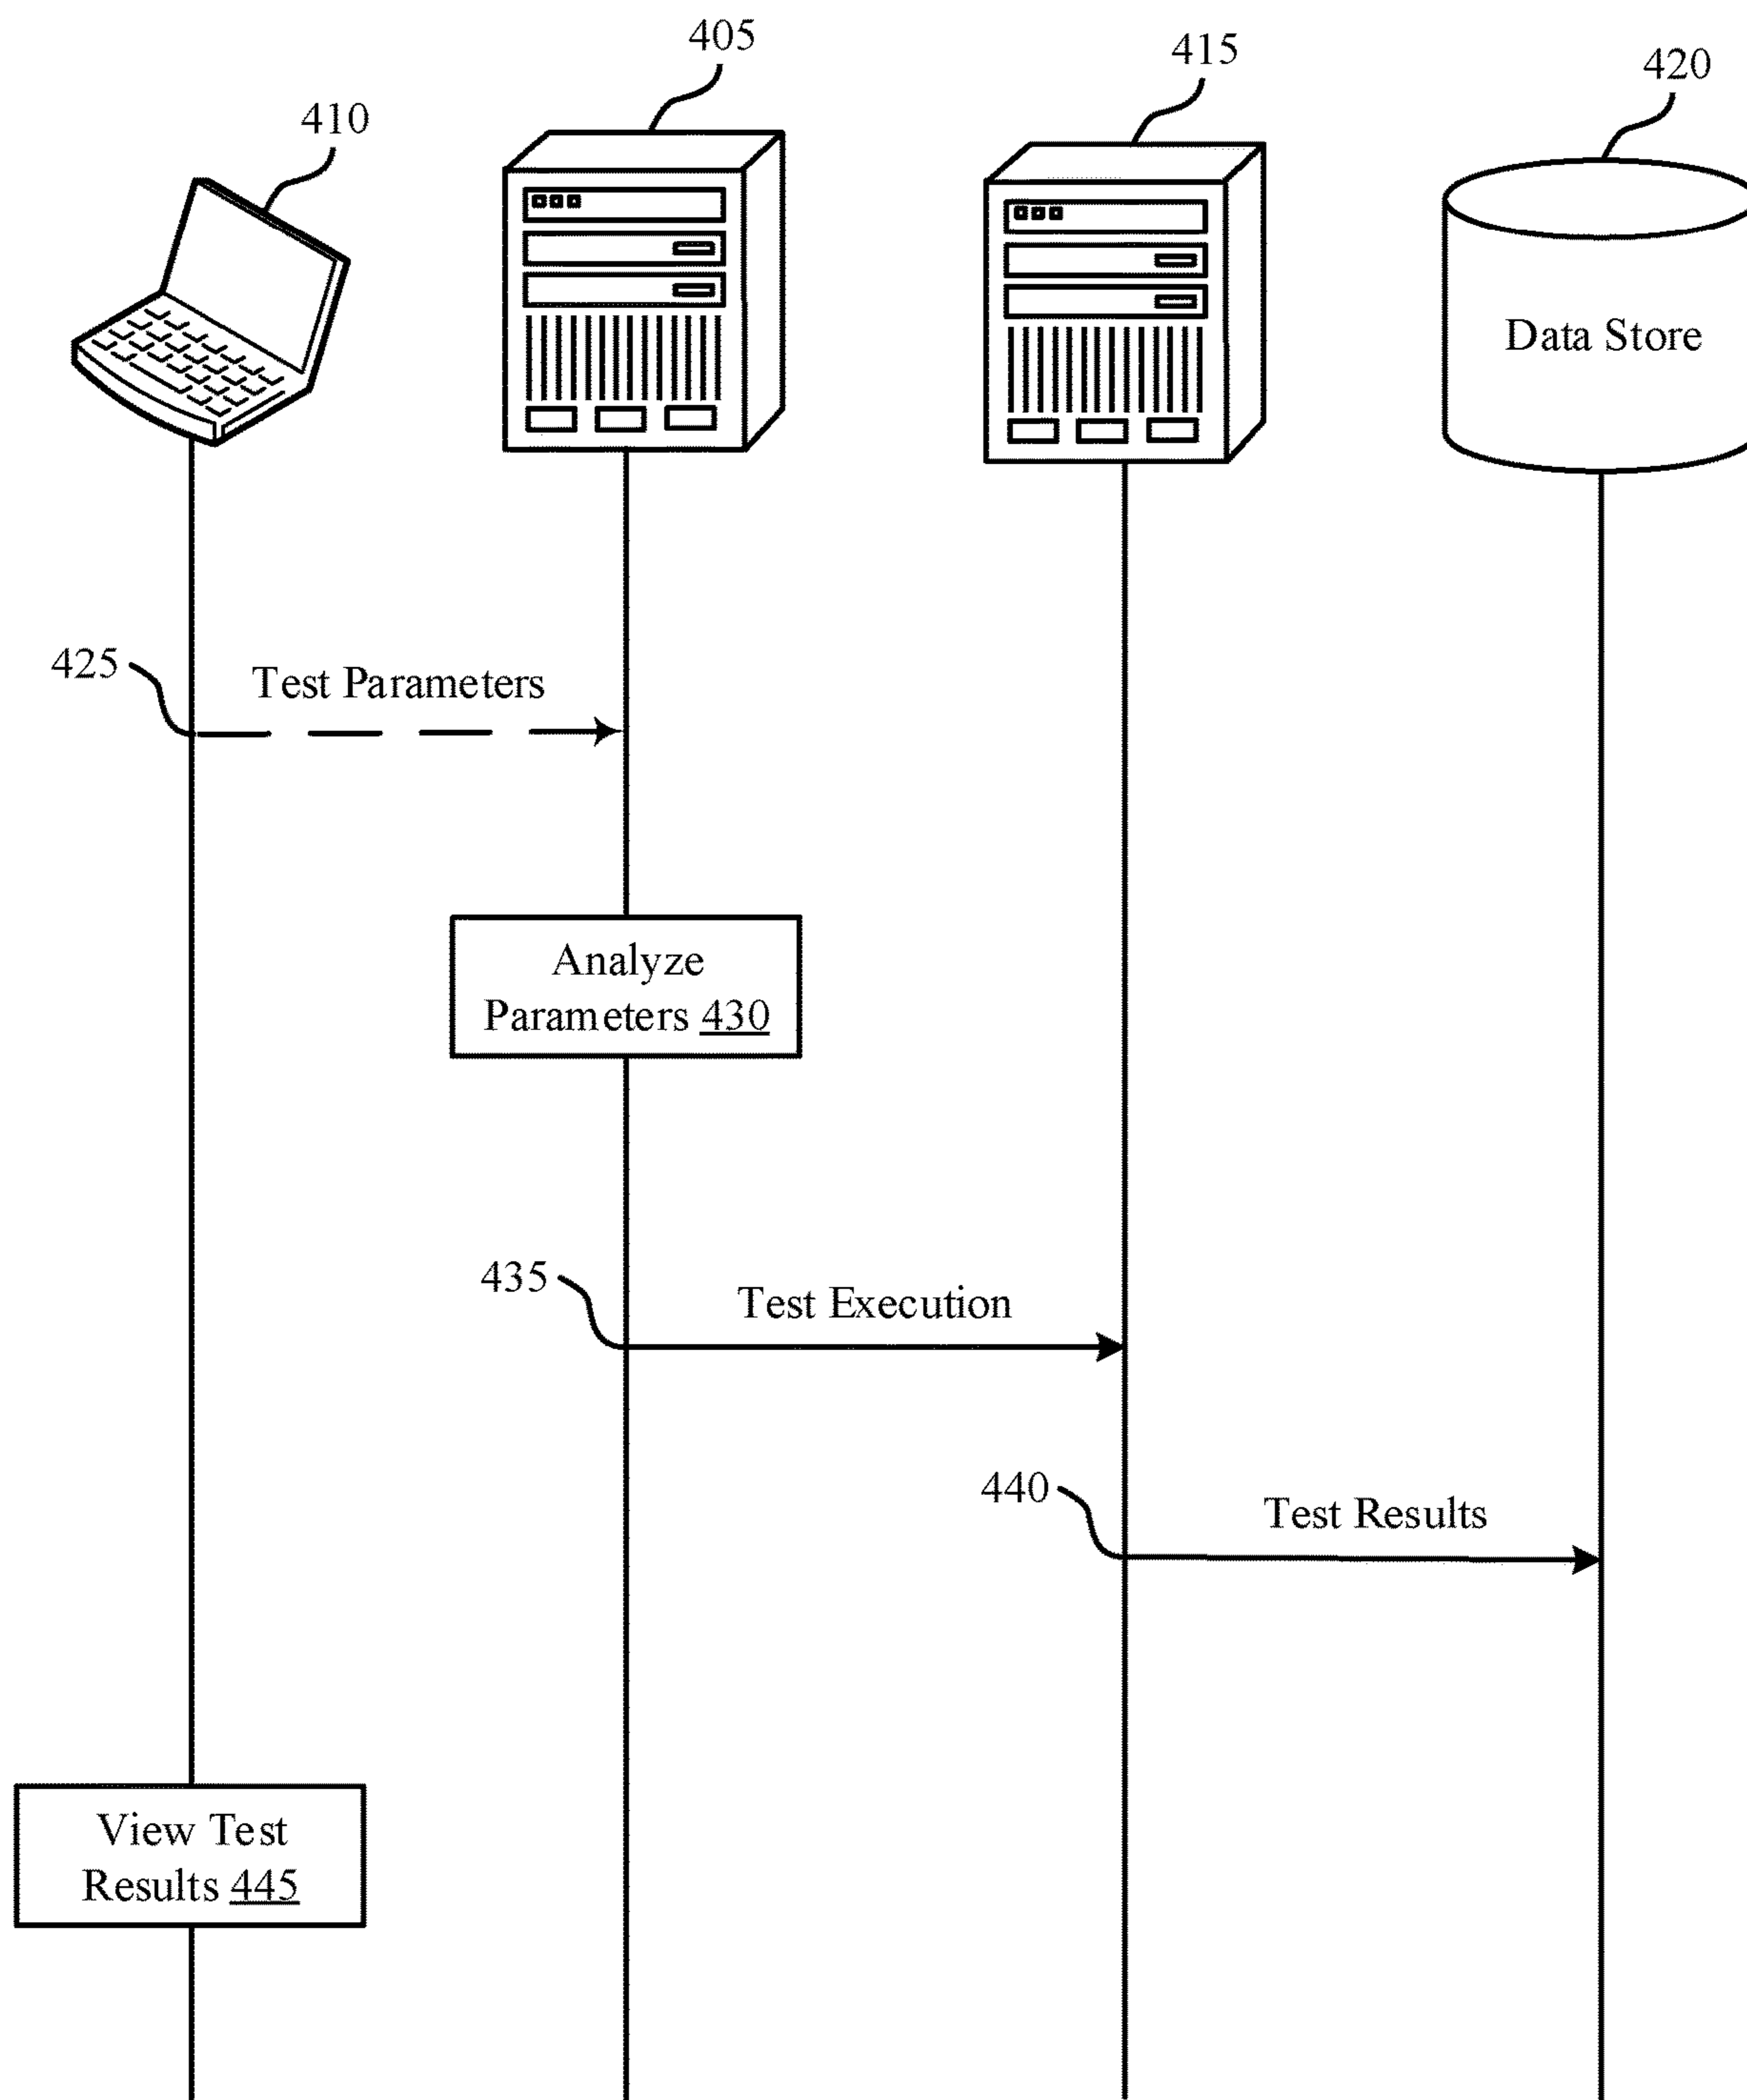 405
415
420
410
Data Store
425
Test Parameters
Analyze
Parameters 430
435
Test Execution
440
Test Results
View Test
Results 445